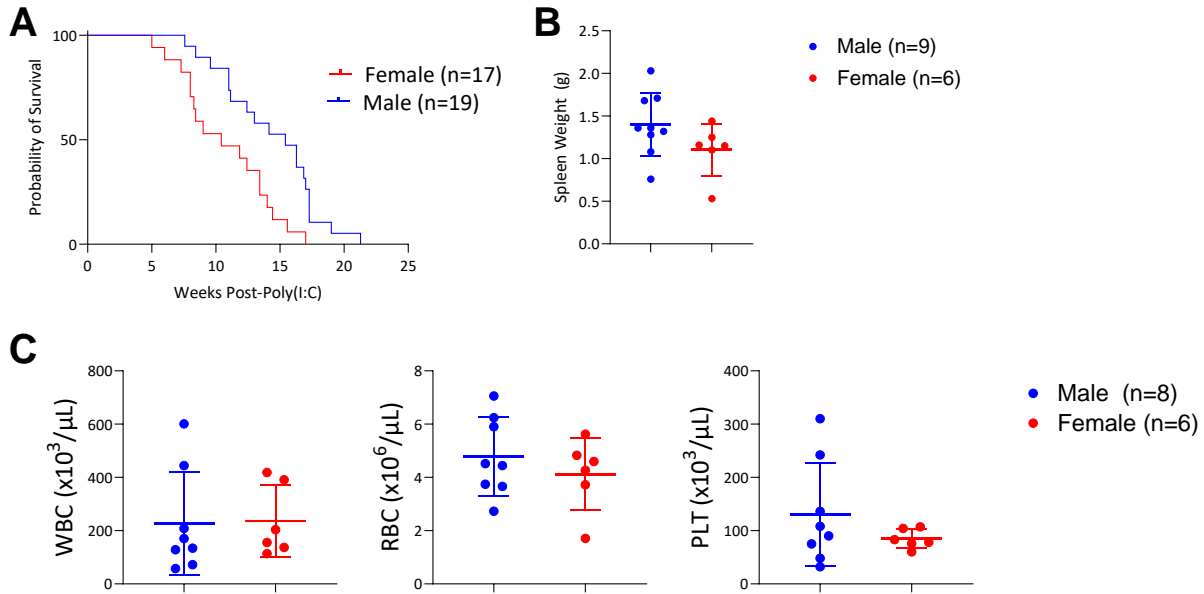 A
Probability of Survival
100
50
0
0 5 10 15 20 25
Weeks Post-Poly(I:C)
Female (n=17)
Male (n=19)
B
Spleen Weight (g)
2.5
2.0
1.5
1.0
0.5
0.0
Male (n=9)
Female (n=6)
C
WBC (x10³/μL)
800
600
400
200
0
RBC (x10⁶/μL)
8
6
4
2
0
PLT (x10³/μL)
400
300
200
100
0
Male (n=8)
Female (n=6)